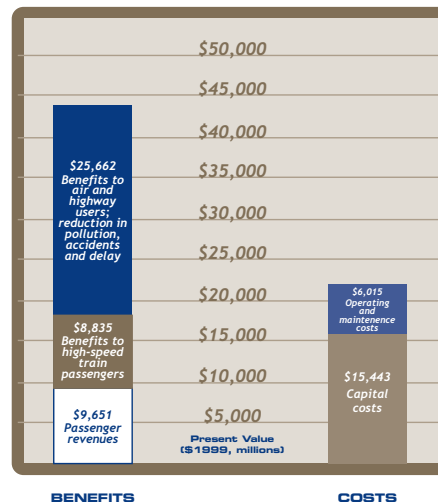 $50,000
$45,000
$40,000
$35,000
$30,000
$25,000
$20,000
$15,000
$10,000
$5,000
Present Value
($1999, millions)
$25,662
Benefits to
air and
highway
users;
reduction in
pollution,
accidents
and delay
$8,835
Benefits to
high-speed
train
passengers
$9,651
Passenger
revenues
$6,015
Operating
and
maintenence
costs
$15,443
Capital
costs
BENEFITS
COSTS